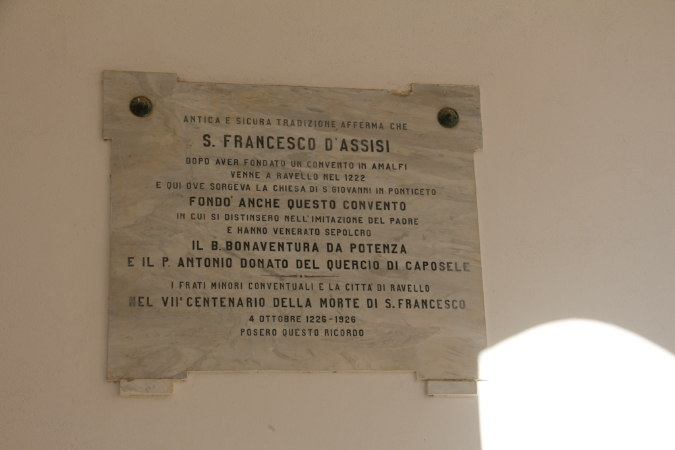 ANTICA E SICURA TRADIZIONE AFFERMA CHE
S. FRANCESCO D'ASSISI
DOPO AVER FONDATO UN CONVENTO IN AMALFI
VENNE A RAVELLO NEL 1222
E QUI OVE SORGEVA LA CHIESA DI S. GIOVANNI IN PONTICETO
FONDO' ANCHE QUESTO CONVENTO
IN CUI SI DISTINSERO NELL'IMITAZIONE DEL PADRE
E HANNO VENERATO SEPOLCRO
IL B. BONAVENTURA DA POTENZA
E IL P. ANTONIO DONATO DEL QUERCIO DI CAPOSELE
I FRATI MINORI CONVENTUALI E LA CITTA' DI RAVELLO
NEL VII° CENTENARIO DELLA MORTE DI S. FRANCESCO
4 OTTOBRE 1226-1926
POSERO QUESTO RICORDO